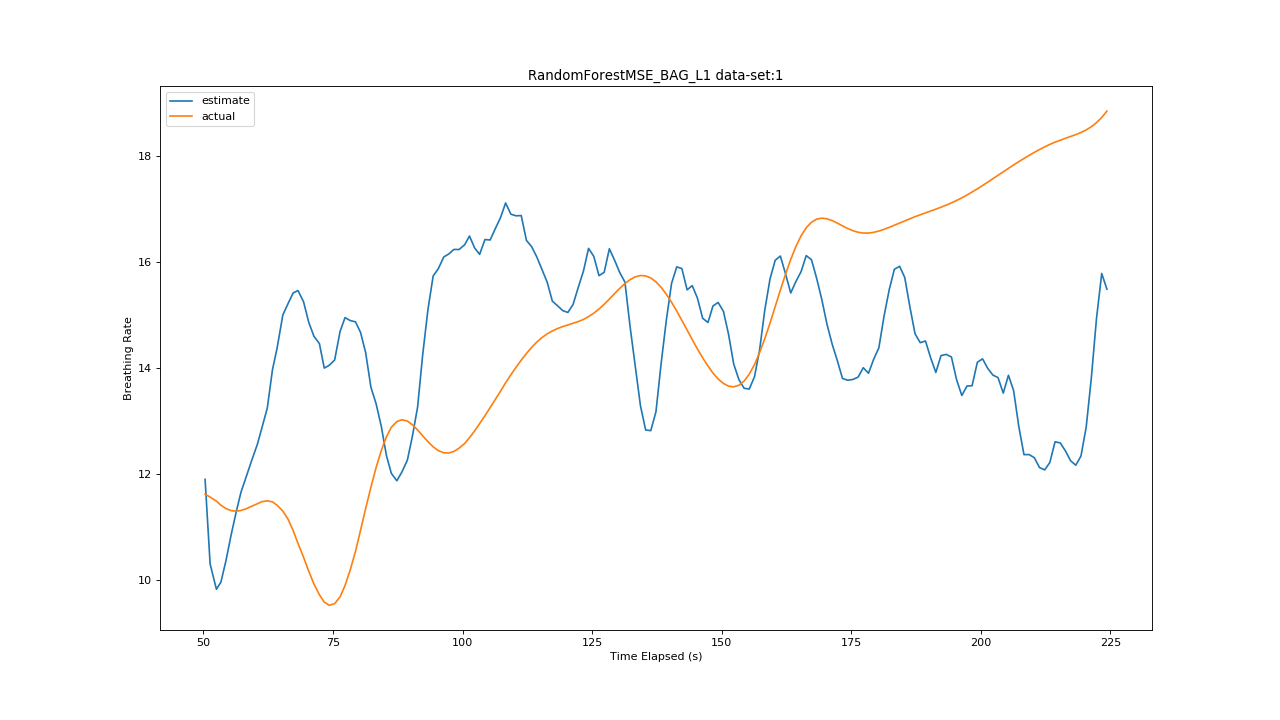 RandomForestMSE_BAG_L1 data-set:1
estimate
actual
18
16
14
12
10
Breathing Rate
50 75 100 125 150 175 200 225
Time Elapsed (s)